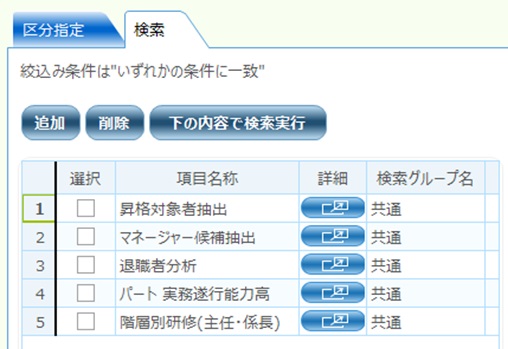 区分指定 検索
絞込み条件は"いずれかの条件に一致"
追加 削除 下の内容で検索実行
選択 項目名称 詳細 検索グループ名
1 昇格対象者抽出 共通
2 マネージャー候補抽出 共通
3 退職者分析 共通
4 パート 実務遂行能力高 共通
5 階層別研修(主任・係長) 共通